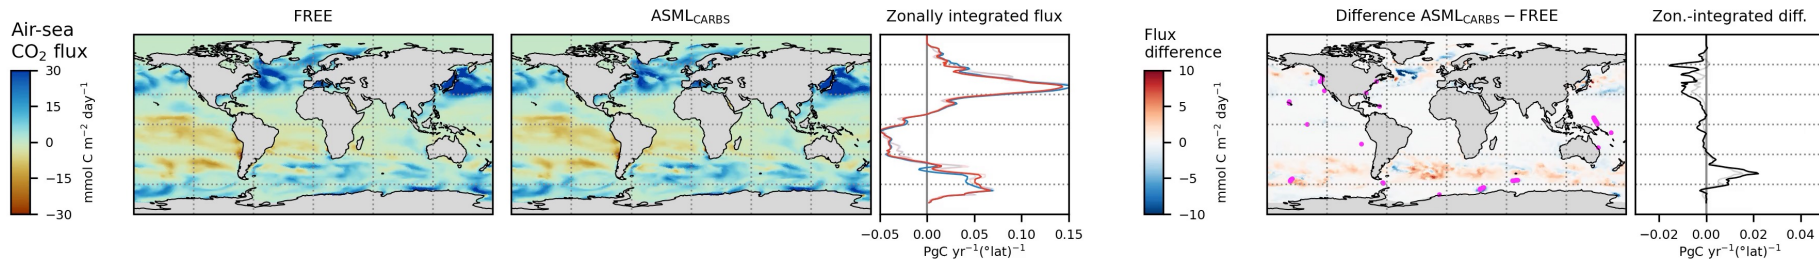 Air-sea
CO₂ flux
30
15
0
−15
−30
mmol C m⁻² day⁻¹
FREE
ASML_CARBS
Zonally integrated flux
−0.05 0.00 0.05 0.10 0.15
PgC yr⁻¹(°lat)⁻¹
Flux
difference
10
5
0
−5
−10
mmol C m⁻² day⁻¹
Difference ASML_CARBS − FREE
Zon.-integrated diff.
−0.02 0.00 0.02 0.04
PgC yr⁻¹(°lat)⁻¹